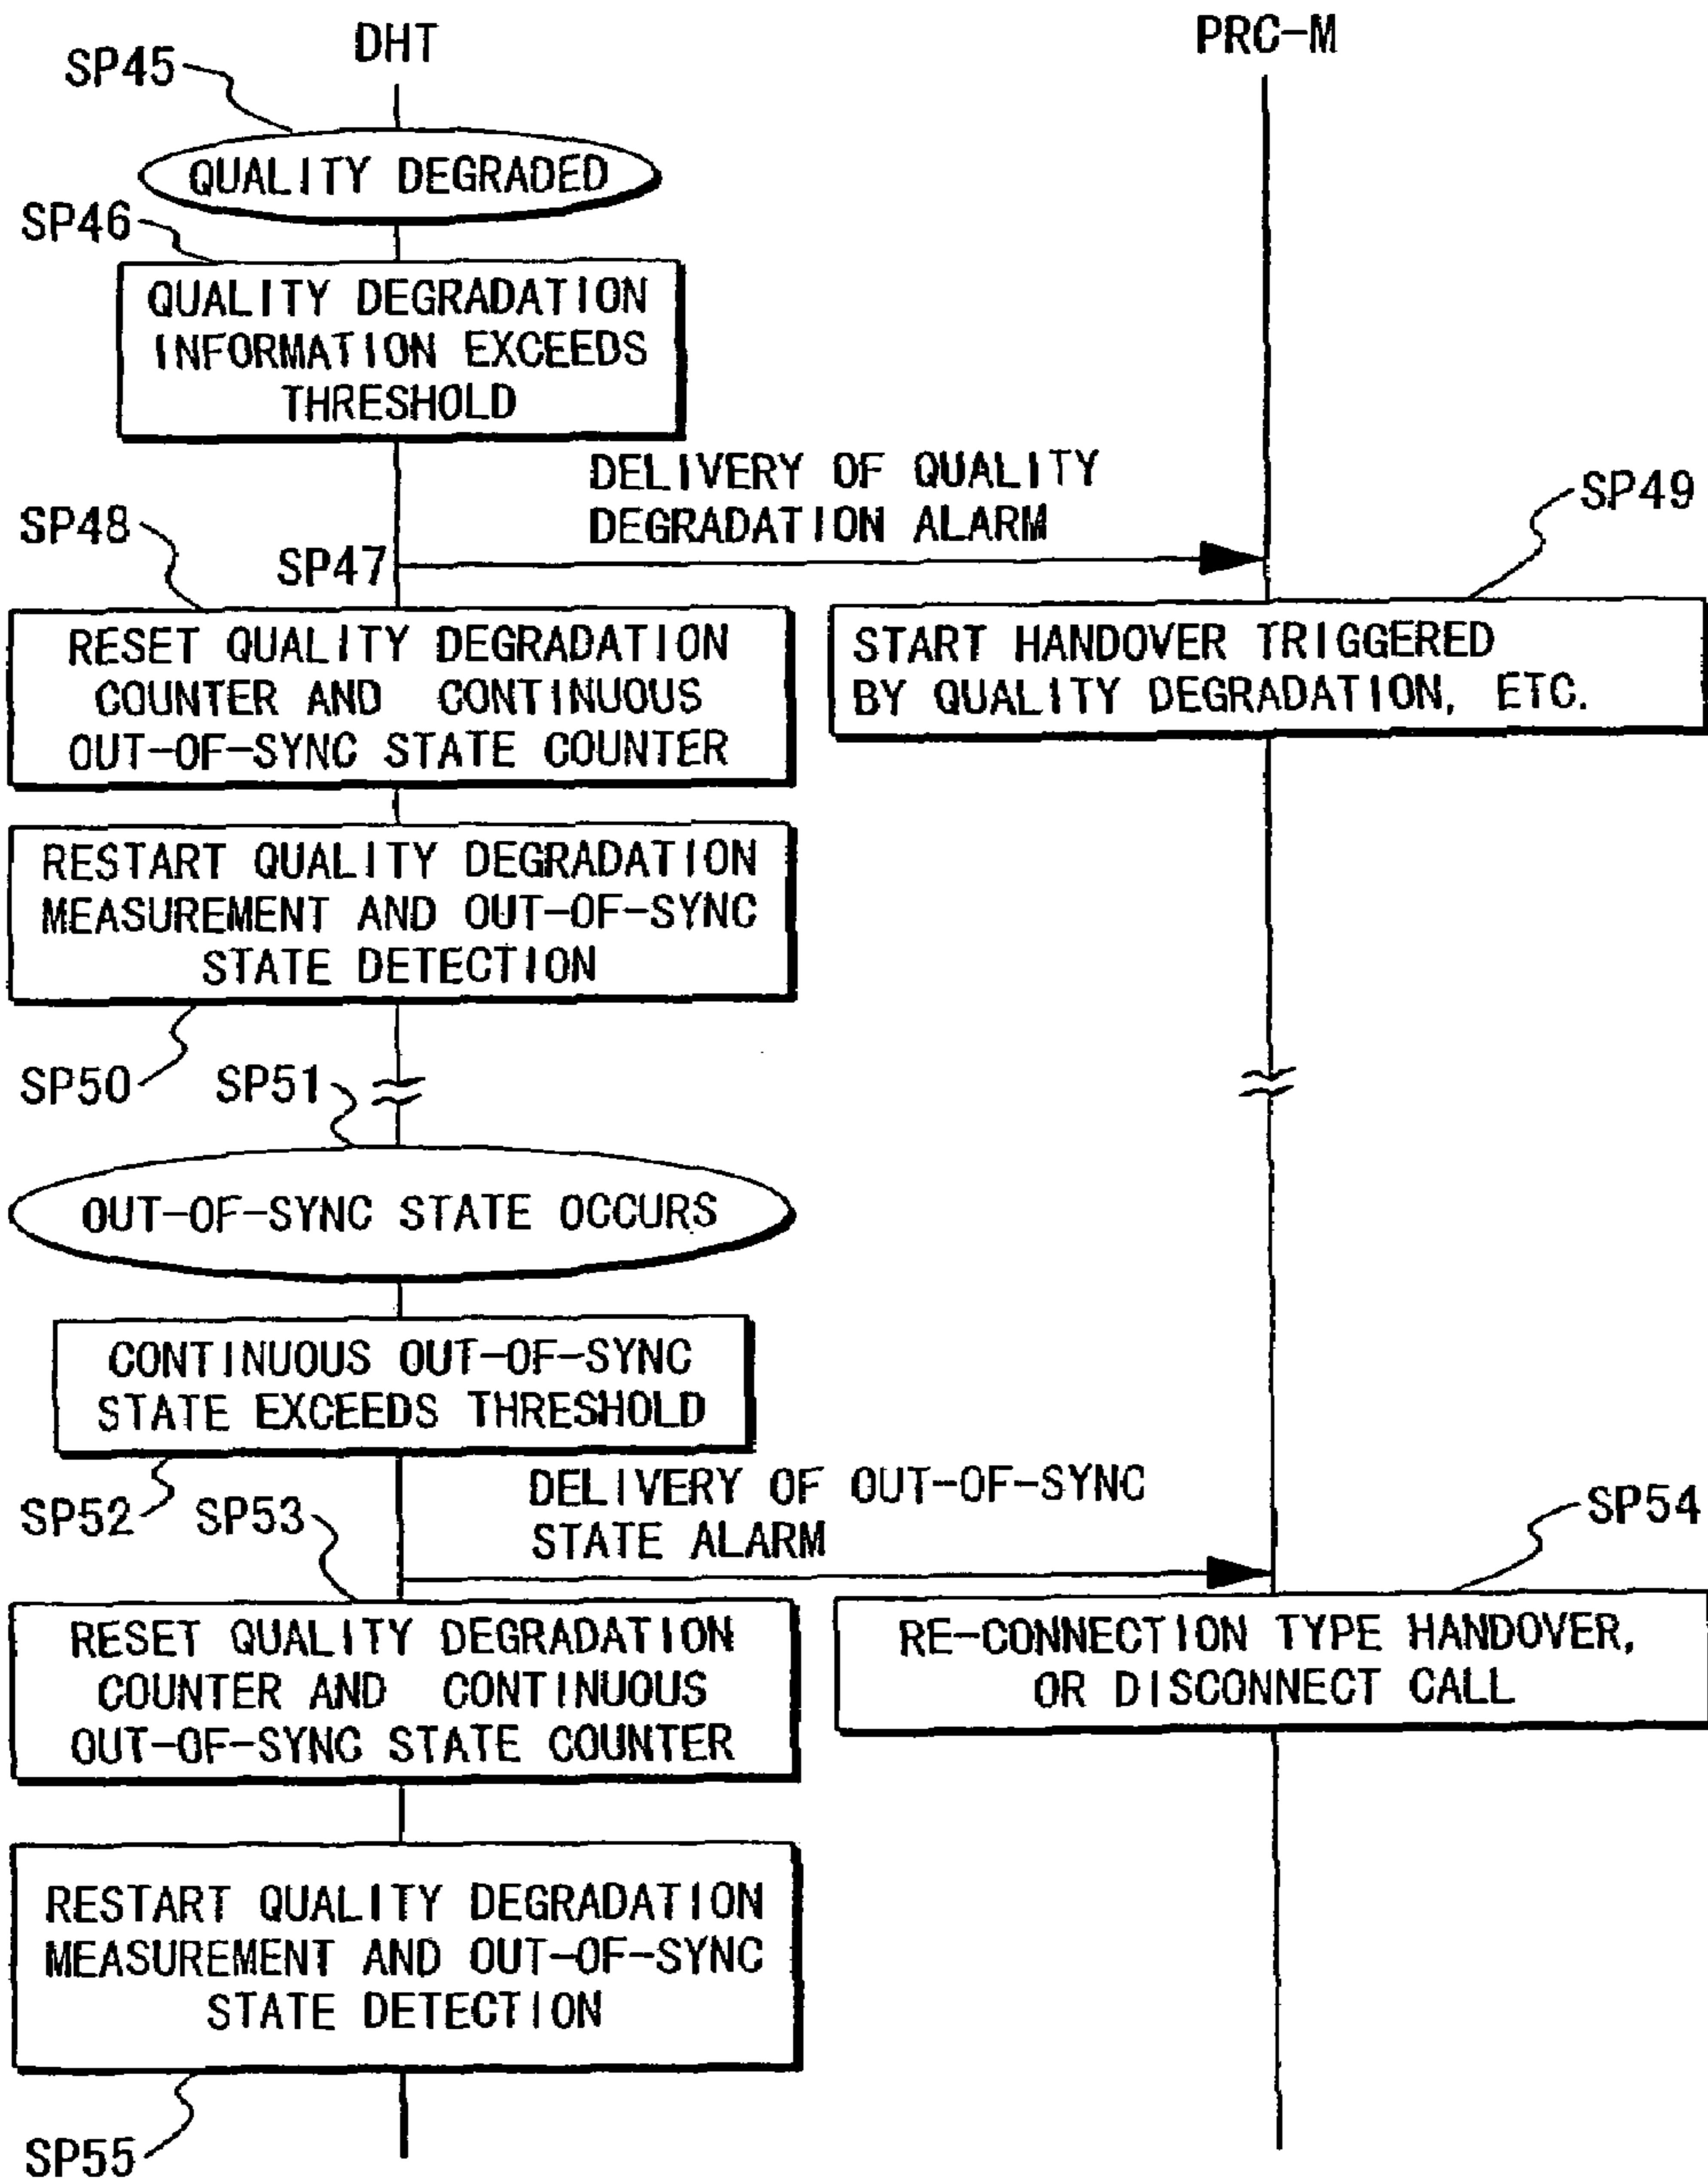 DHT
PRC-M
SP45
QUALITY DEGRADED
SP46
QUALITY DEGRADATION
INFORMATION EXCEEDS
THRESHOLD
DELIVERY OF QUALITY
DEGRADATION ALARM
SP49
SP48
SP47
RESET QUALITY DEGRADATION
COUNTER AND CONTINUOUS
OUT-OF-SYNC STATE COUNTER
START HANDOVER TRIGGERED
BY QUALITY DEGRADATION, ETC.
RESTART QUALITY DEGRADATION
MEASUREMENT AND OUT-OF-SYNC
STATE DETECTION
SP50
SP51
OUT-OF-SYNC STATE OCCURS
CONTINUOUS OUT-OF-SYNC
STATE EXCEEDS THRESHOLD
SP52
SP53
DELIVERY OF OUT-OF-SYNC
STATE ALARM
SP54
RESET QUALITY DEGRADATION
COUNTER AND CONTINUOUS
OUT-OF-SYNC STATE COUNTER
RE-CONNECTION TYPE HANDOVER,
OR DISCONNECT CALL
RESTART QUALITY DEGRADATION
MEASUREMENT AND OUT-OF-SYNC
STATE DETECTION
SP55